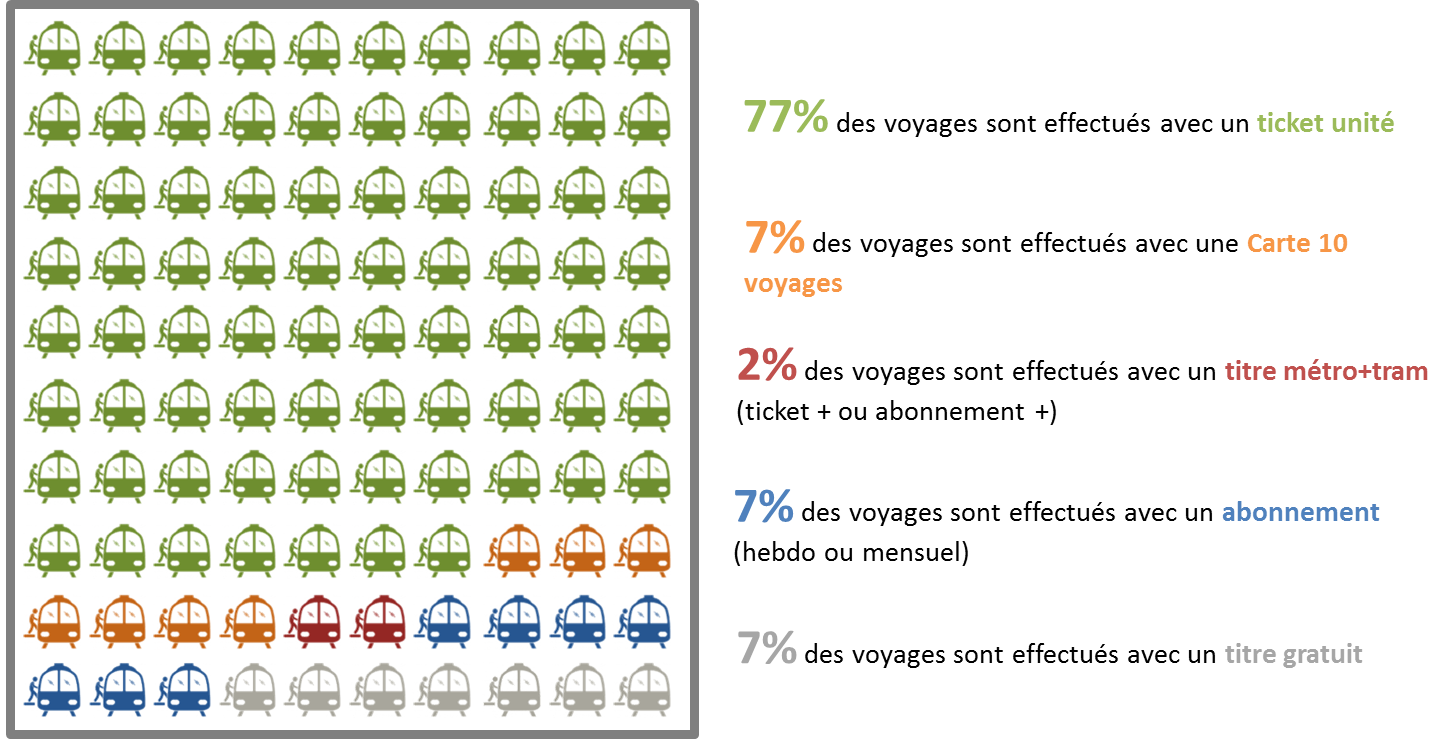 77% des voyages sont effectués avec un ticket unité
7% des voyages sont effectués avec une Carte 10
voyages
2% des voyages sont effectués avec un titre métro+tram
(ticket + ou abonnement +)
7% des voyages sont effectués avec un abonnement
(hebdo ou mensuel)
7% des voyages sont effectués avec un titre gratuit